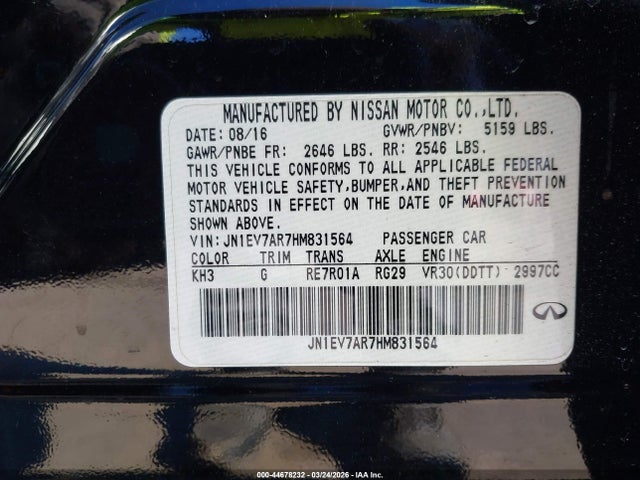 MANUFACTURED BY NISSAN MOTOR CO.,LTD.
DATE: 08/16 GVWR/PNBV: 5159 LBS.
GAWR/PNBE FR: 2646 LBS. RR: 2546 LBS.
THIS VEHICLE CONFORMS TO ALL APPLICABLE FEDERAL
MOTOR VEHICLE SAFETY,BUMPER,AND THEFT PREVENTION
STANDARDS IN EFFECT ON THE DATE OF MANUFACTURE
SHOWN ABOVE.
VIN: JN1EV7AR7HM831564 PASSENGER CAR
COLOR TRIM TRANS AXLE ENGINE
KH3 G RE7R01A RG29 VR30(DDTT) 2997CC
JN1EV7AR7HM831564
000-44678232 - 03/24/2026 - IAA Inc.